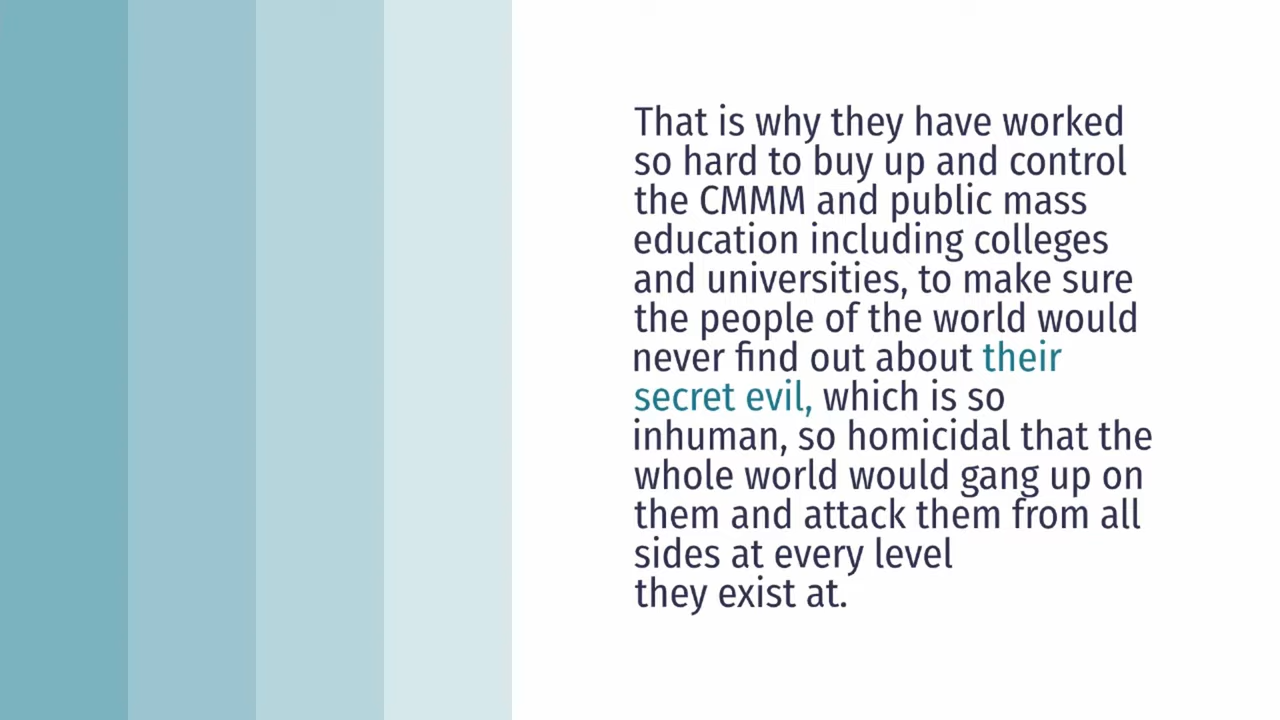 That is why they have worked
so hard to buy up and control
the CMMM and public mass
education including colleges
and universities, to make sure
the people of the world would
never find out about their
secret evil, which is so
inhuman, so homicidal that the
whole world would gang up on
them and attack them from all
sides at every level
they exist at.